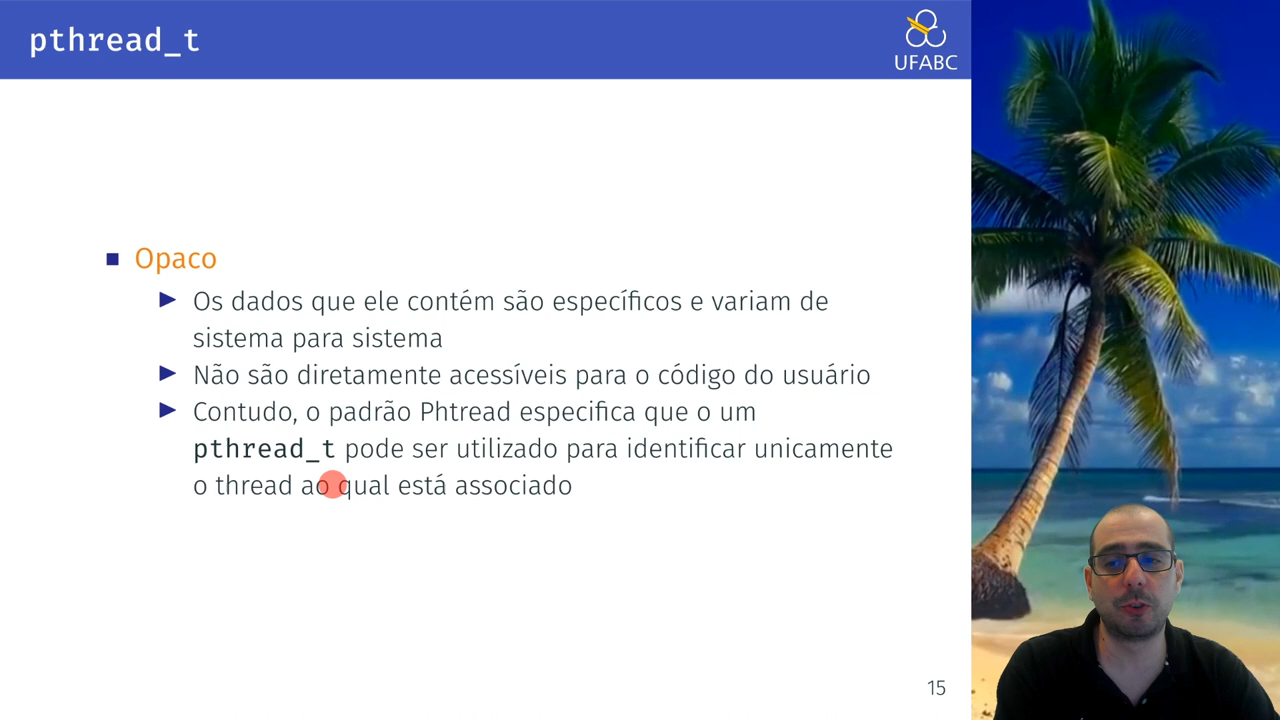 pthread_t
UFABC
Opaco
Os dados que ele contém são específicos e variam de
sistema para sistema
Não são diretamente acessíveis para o código do usuário
Contudo, o padrão Phtread especifica que o um
pthread_t pode ser utilizado para identificar unicamente
o thread ao qual está associado
15